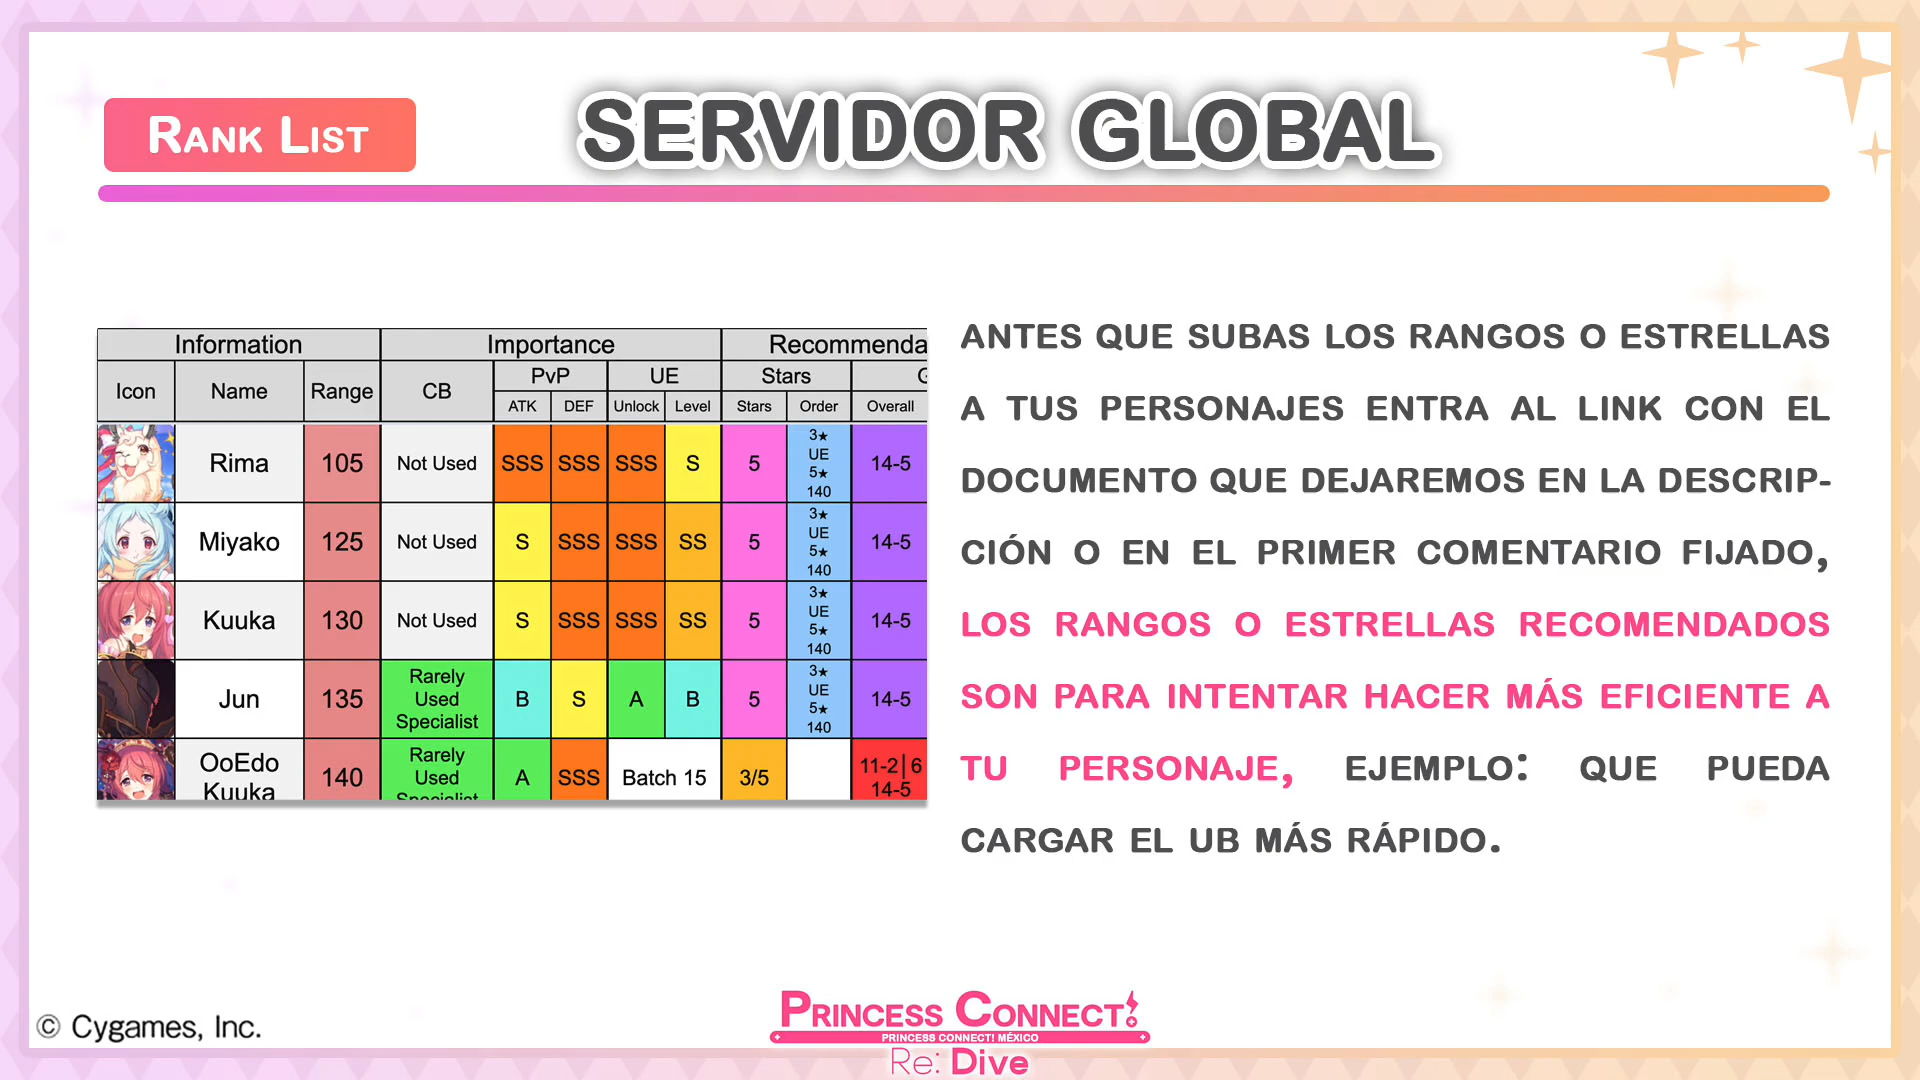 RANK LIST
SERVIDOR GLOBAL
Information Importance Recommenda
Icon Name Range CB PvP UE Stars
ATK DEF Unlock Level Stars Order Overall
Rima 105 Not Used SSS SSS SSS S 5 3★ UE 5★ 140 14-5
Miyako 125 Not Used S SSS SSS SS 5 3★ UE 5★ 140 14-5
Kuuka 130 Not Used S SSS SSS SS 5 3★ UE 5★ 140 14-5
Jun 135 Rarely Used Specialist B S A B 5 3★ UE 5★ 140 14-5
OoEdo Kuuka 140 Rarely Used Specialist A SSS Batch 15 3/5 11-2|6 14-5
ANTES QUE SUBAS LOS RANGOS O ESTRELLAS
A TUS PERSONAJES ENTRA AL LINK CON EL
DOCUMENTO QUE DEJAREMOS EN LA DESCRIP-
CIÓN O EN EL PRIMER COMENTARIO FIJADO,
LOS RANGOS O ESTRELLAS RECOMENDADOS
SON PARA INTENTAR HACER MÁS EFICIENTE A
TU PERSONAJE, EJEMPLO: QUE PUEDA
CARGAR EL UB MÁS RÁPIDO.
© Cygames, Inc.
PRINCESS CONNECT!
PRINCESS CONNECT! MÉXICO
Re: Dive